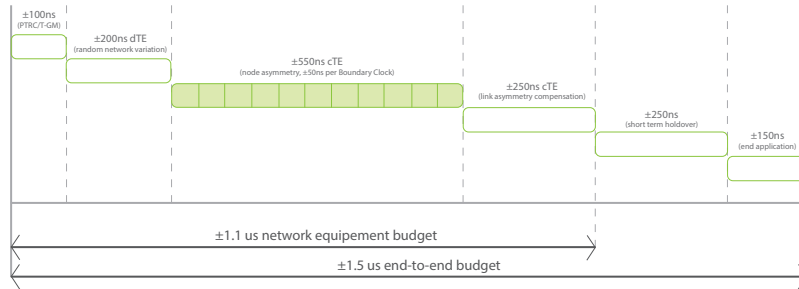 ±100ns
(PTRC/T-GM)
±200ns dTE
(random network variation)
±550ns cTE
(node asymmetry, ±50ns per Boundary Clock)
±250ns cTE
(link asymmetry compensation)
±250ns
(short term holdover)
±150ns
(end application)
±1.1 us network equipement budget
±1.5 us end-to-end budget